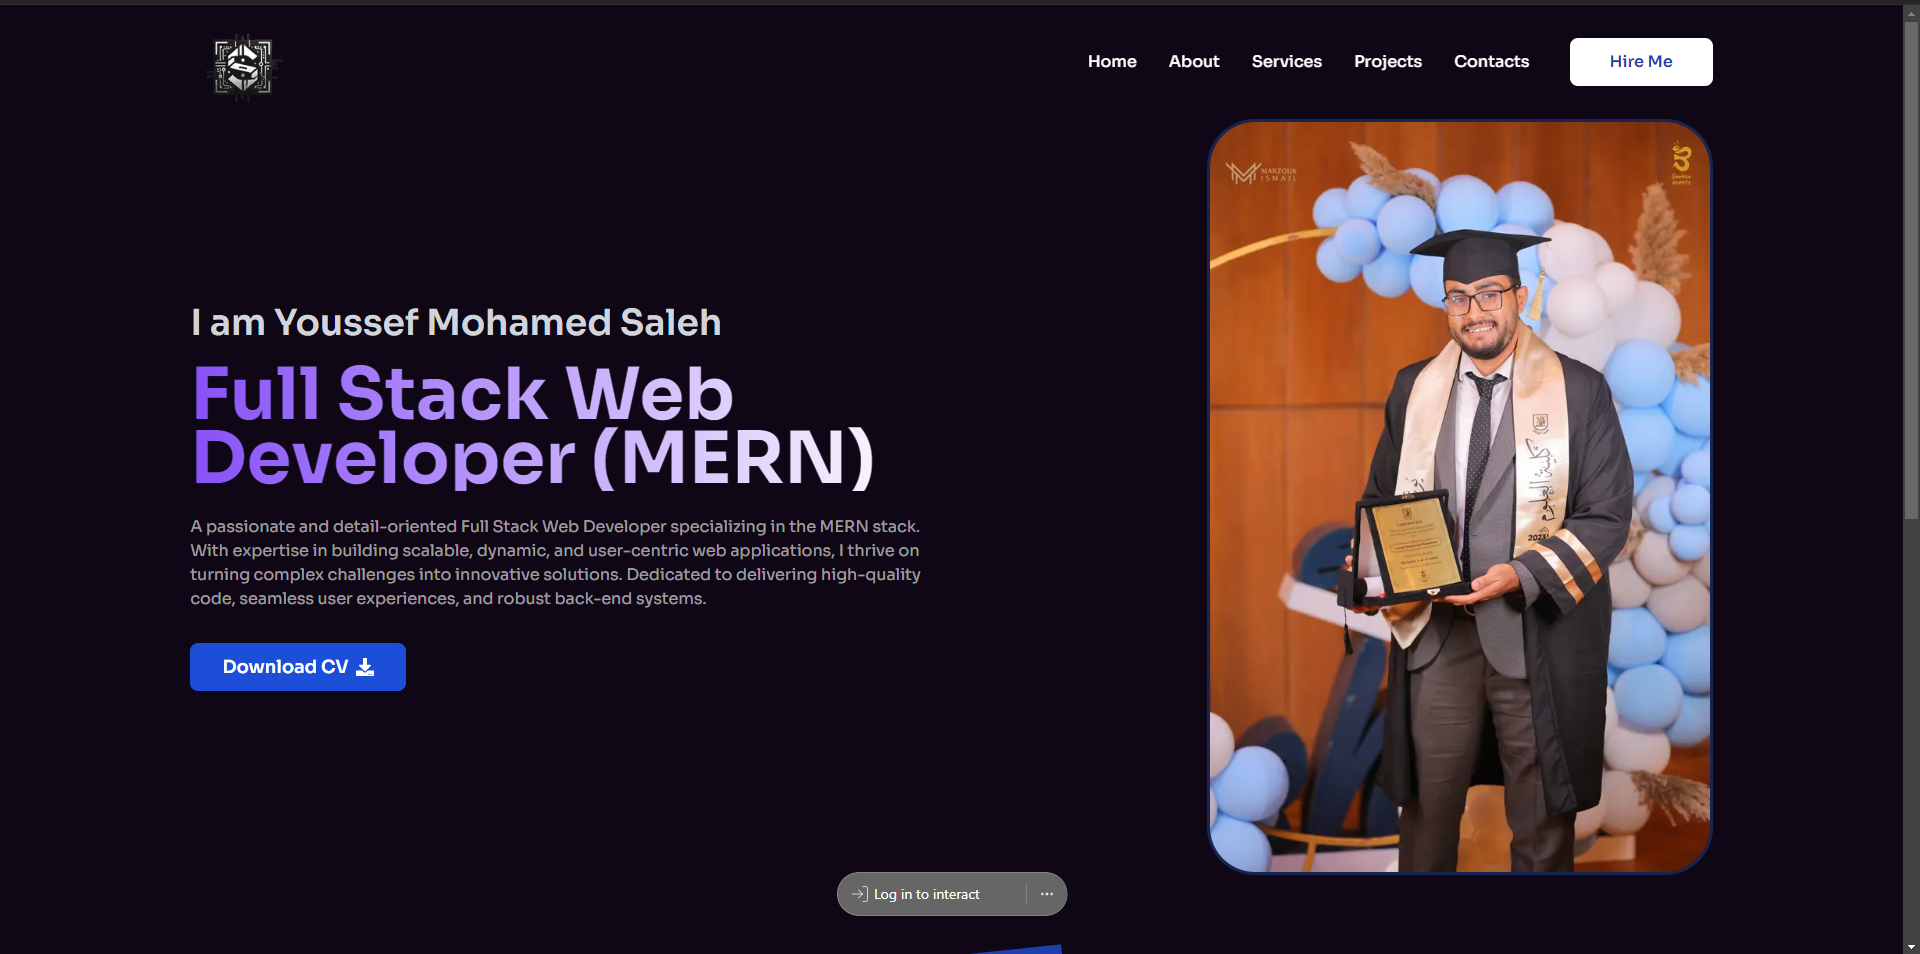 Home About Services Projects Contacts Hire Me
MARZOUK
ISMAIL
Beehive
events
I am Youssef Mohamed Saleh
Full Stack Web
Developer (MERN)
A passionate and detail-oriented Full Stack Web Developer specializing in the MERN stack.
With expertise in building scalable, dynamic, and user-centric web applications, I thrive on
turning complex challenges into innovative solutions. Dedicated to delivering high-quality
code, seamless user experiences, and robust back-end systems.
Download CV
كلية العلوم
2023
Log in to interact